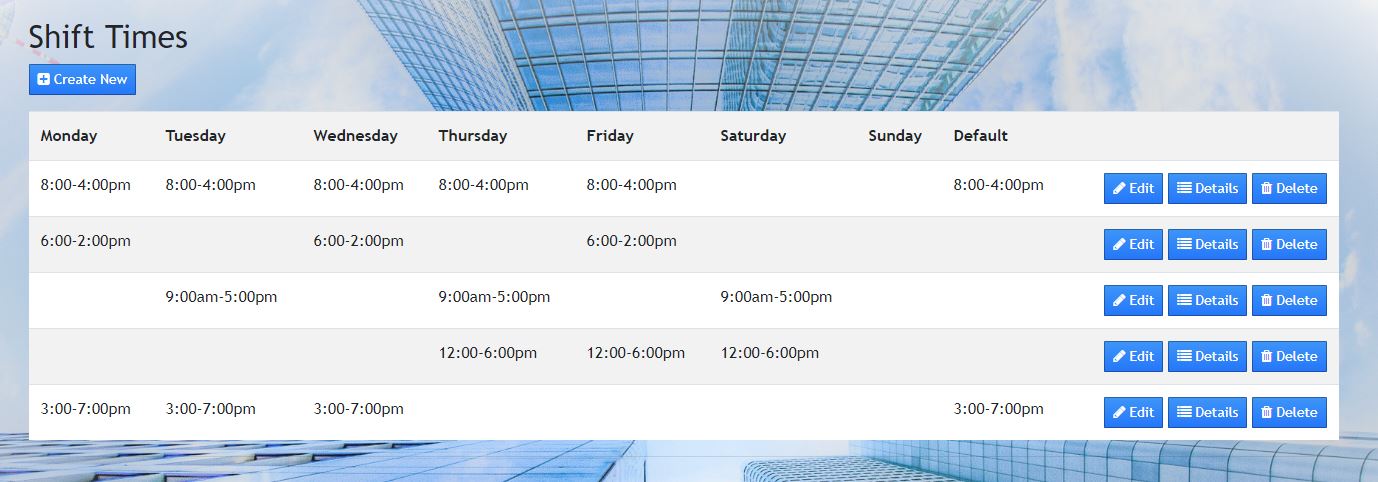 Shift Times
Create New
Monday Tuesday Wednesday Thursday Friday Saturday Sunday Default
8:00-4:00pm 8:00-4:00pm 8:00-4:00pm 8:00-4:00pm 8:00-4:00pm 8:00-4:00pm Edit Details Delete
6:00-2:00pm 6:00-2:00pm 6:00-2:00pm Edit Details Delete
9:00am-5:00pm 9:00am-5:00pm 9:00am-5:00pm Edit Details Delete
12:00-6:00pm 12:00-6:00pm 12:00-6:00pm Edit Details Delete
3:00-7:00pm 3:00-7:00pm 3:00-7:00pm 3:00-7:00pm Edit Details Delete